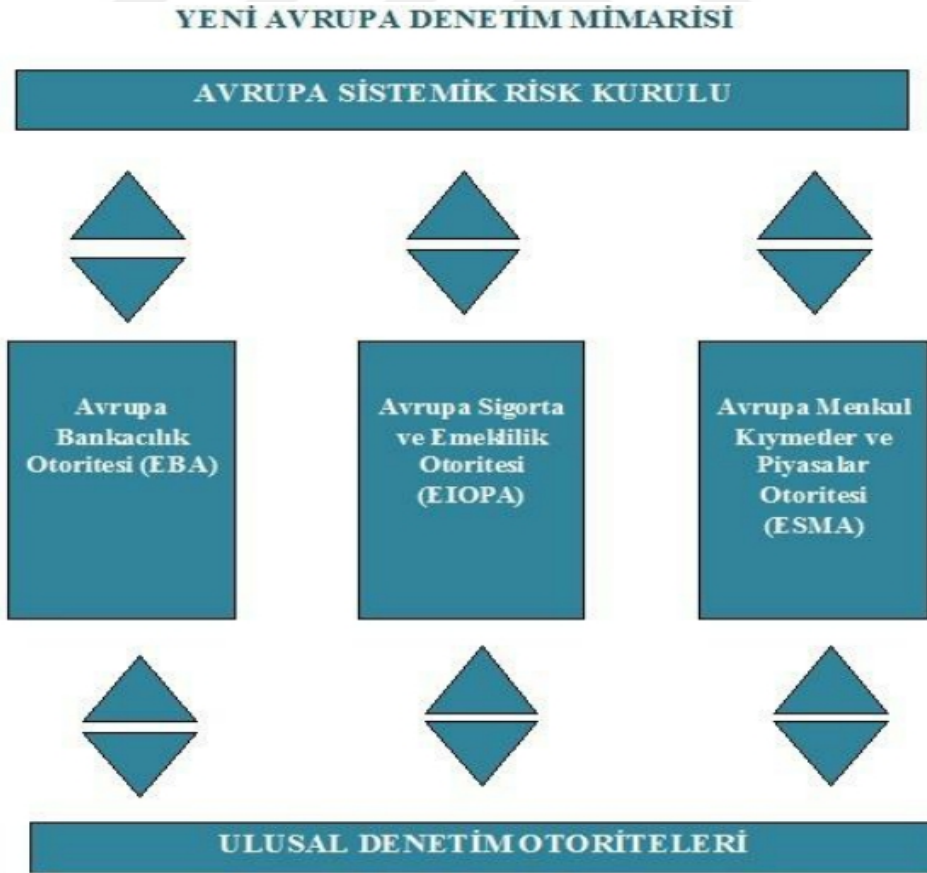 YENİ AVRUPA DENETİM MİMARİSİ
AVRUPA SİSTEMİK RİSK KURULU
Avrupa
Bankacılık
Otoritesi (EBA)
Avrupa Sigorta
ve Emeklilik
Otoritesi
(EIOPA)
Avrupa Menkul
Kıymetler ve
Piyasalar
Otoritesi
(ESMA)
ULUSAL DENETİM OTORİTELERİ